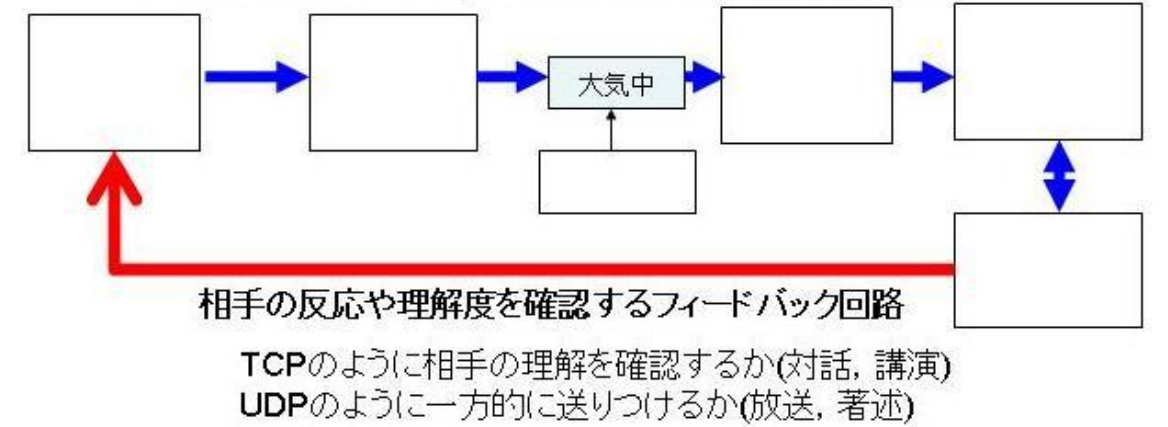 大気中
相手の反応や理解度を確認するフィードバック回路
TCPのように相手の理解を確認するか(対話, 講演)
UDPのように一方的に送りつけるか(放送, 著述)